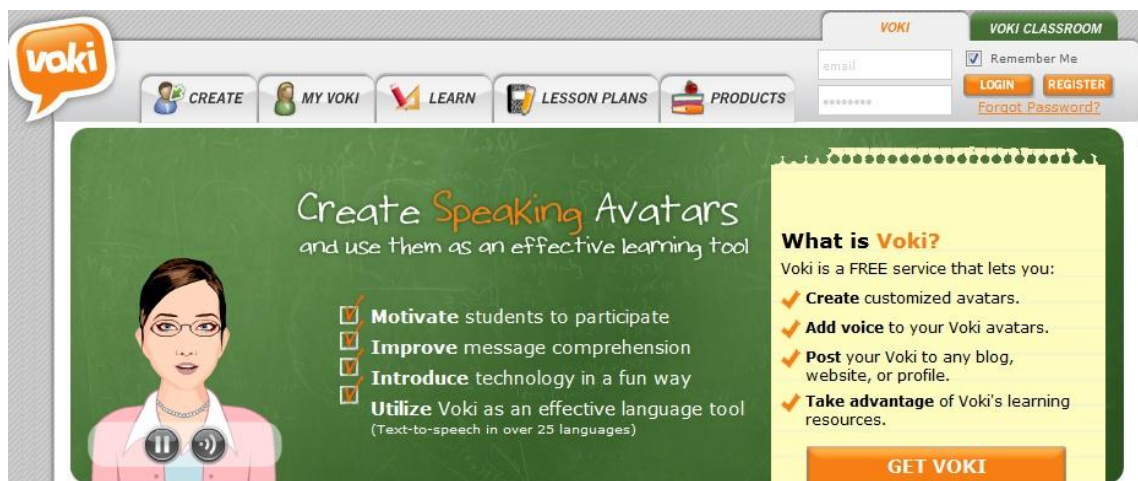 voki
VOKI
VOKI CLASSROOM
email
Remember Me
LOGIN
REGISTER
Forgot Password?
CREATE
MY VOKI
LEARN
LESSON PLANS
PRODUCTS
Create Speaking Avatars
and use them as an effective learning tool
Motivate students to participate
Improve message comprehension
Introduce technology in a fun way
Utilize Voki as an effective language tool
(Text-to-speech in over 25 languages)
What is Voki?
Voki is a FREE service that lets you:
Create customized avatars.
Add voice to your Voki avatars.
Post your Voki to any blog,
website, or profile.
Take advantage of Voki's learning
resources.
GET VOKI